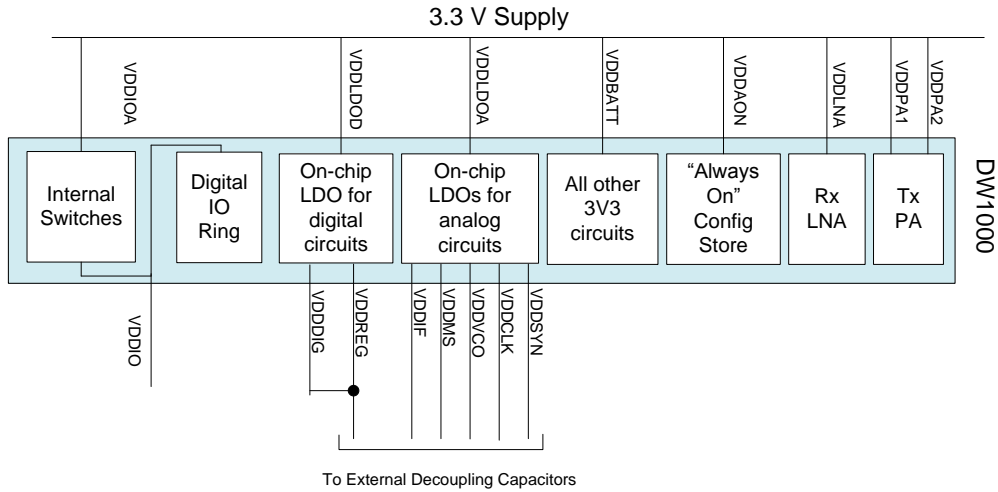 3.3 V Supply
VDDIOA
VDDLDOD
VDDLDOA
VDDBATT
VDDAON
VDDLNA
VDDPA1
VDDPA2
DW1000
Internal
Switches
Digital
IO
Ring
On-chip
LDO for
digital
circuits
On-chip
LDOs for
analog
circuits
All other
3V3
circuits
“Always
On”
Config
Store
Rx
LNA
Tx
PA
VDDIO
VDDDIG
VDDREG
VDDIF
VDDMS
VDDVCO
VDDCLK
VDDSYN
To External Decoupling Capacitors